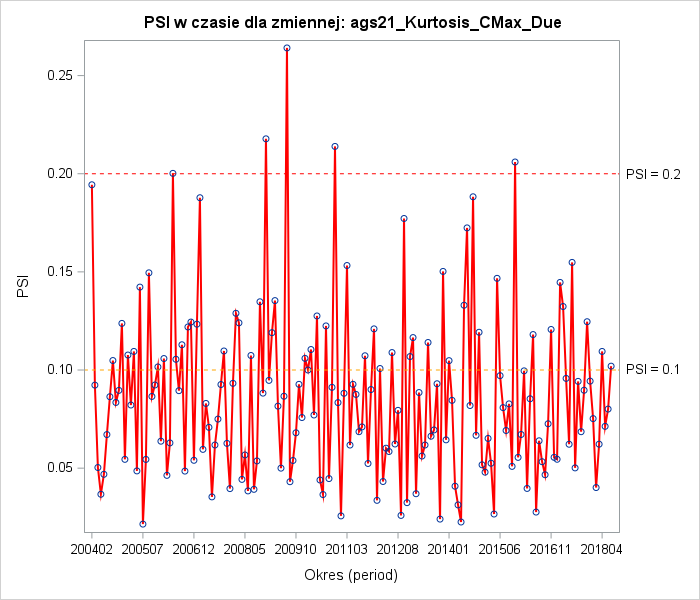 PSI w czasie dla zmiennej: ags21_Kurtosis_CMax_Due
0.25
0.20
0.15
0.10
0.05
PSI
PSI = 0.2
PSI = 0.1
200402 200507 200612 200805 200910 201103 201208 201401 201506 201611 201804
Okres (period)